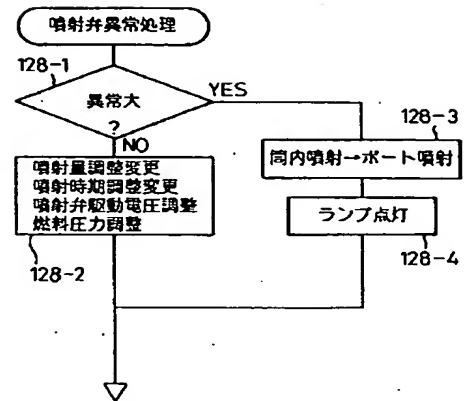 噴射弁異常処理
128-1
異常大
?
YES
NO
128-3
噴射量調整変更
噴射時期調整変更
噴射弁駆動電圧調整
燃料圧力調整
筒内噴射→ポート噴射
ランプ点灯
128-2
128-4